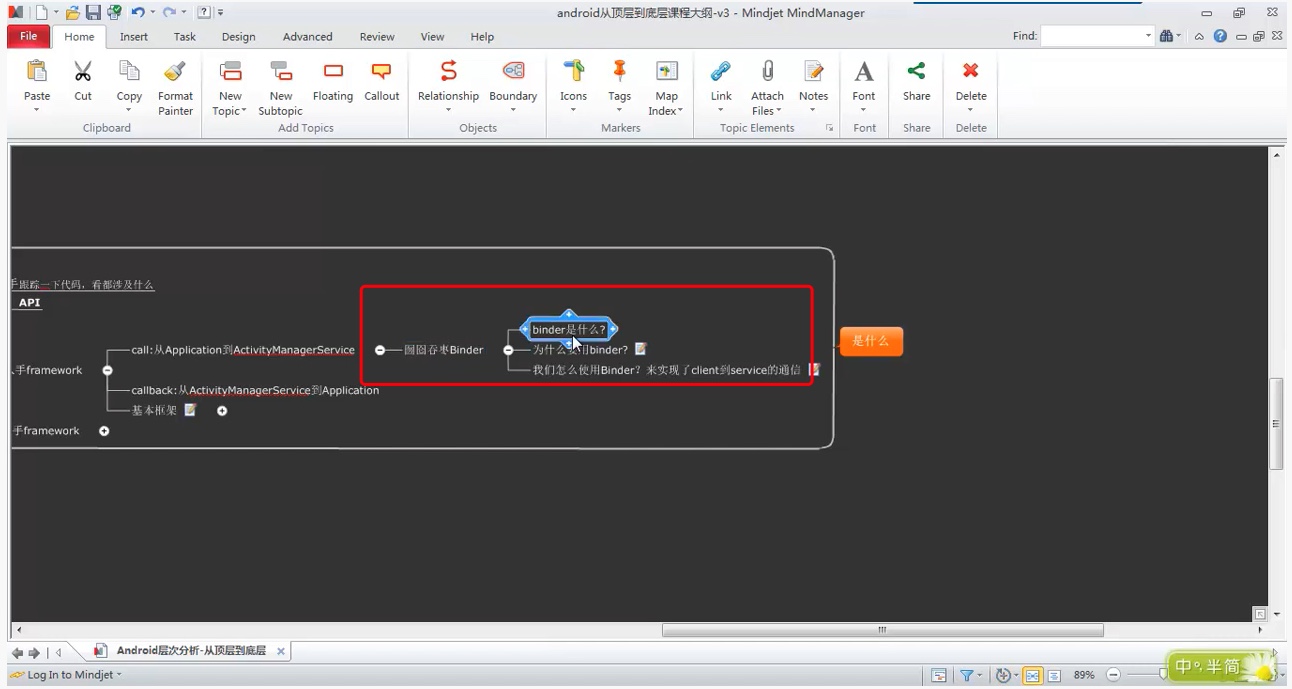 android从顶层到底层课程大纲-v3 - Mindjet MindManager
File Home Insert Task Design Advanced Review View Help Find:
Paste Cut Copy Format Painter
Clipboard
New Topic New Subtopic Floating Callout
Add Topics
Relationship Boundary
Objects
Icons Tags Map Index
Markers
Link Attach Files Notes
Topic Elements
Font
Font
Share
Share
Delete
Delete
手跟踪一下代码，看都涉及什么
API
binder是什么?
是什么
call:从Application到ActivityManagerService
囫囵吞枣Binder
为什么要用binder?
手framework
我们怎么使用Binder？来实现了client到service的通信
callback:从ActivityManagerService到Application
基本框架
手framework
Android层次分析-从顶层到底层
Log In to Mindjet
89%
中 半 简